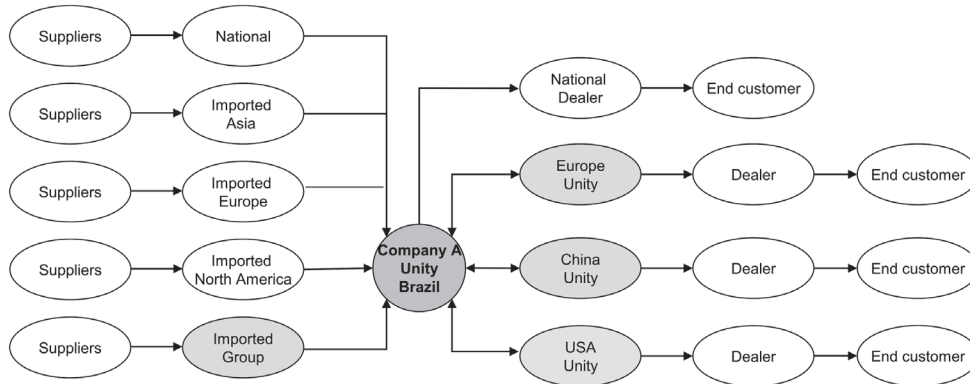 Suppliers
National
Suppliers
Imported
Asia
Suppliers
Imported
Europe
Suppliers
Imported
North America
Suppliers
Imported
Group
Company A
Unity
Brazil
National
Dealer
End customer
Europe
Unity
Dealer
End customer
China
Unity
Dealer
End customer
USA
Unity
Dealer
End customer